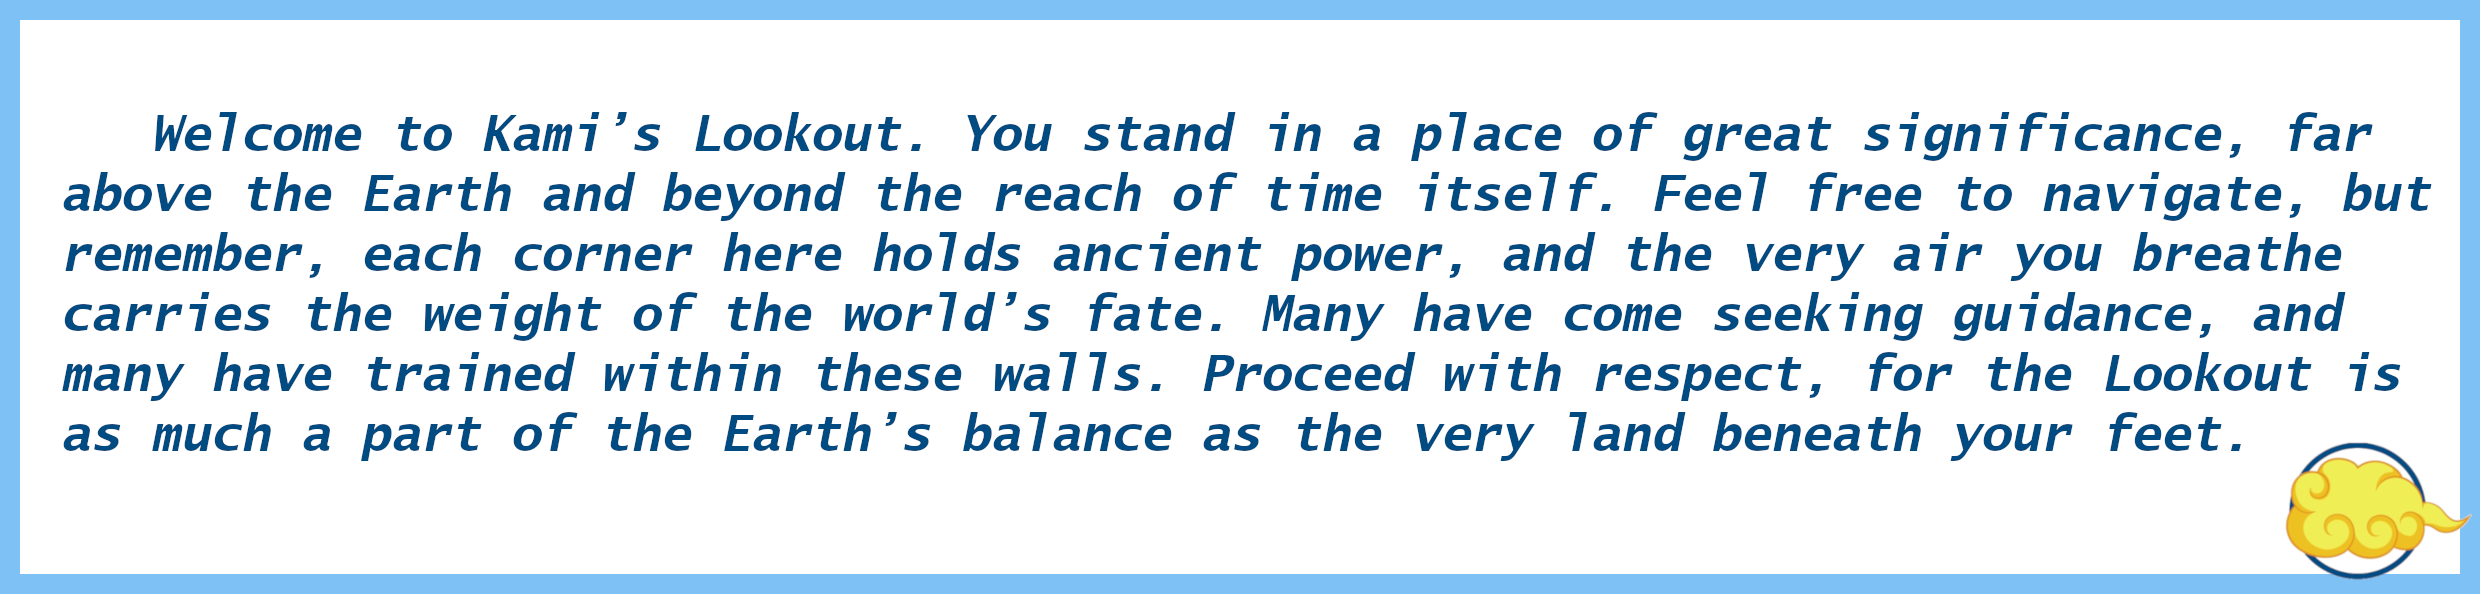 Welcome to Kami’s Lookout. You stand in a place of great significance, far
above the Earth and beyond the reach of time itself. Feel free to navigate, but
remember, each corner here holds ancient power, and the very air you breathe
carries the weight of the world’s fate. Many have come seeking guidance, and
many have trained within these walls. Proceed with respect, for the Lookout is
as much a part of the Earth’s balance as the very land beneath your feet.